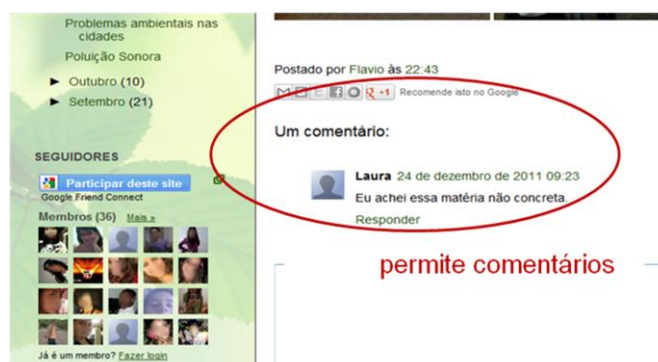 Problemas ambientais nas
cidades
Poluição Sonora
► Outubro (10)
► Setembro (21)
SEGUIDORES
Participar deste site
Google Friend Connect
Membros (36) Mais »
Já é um membro? Fazer login
Postado por Flavio às 22:43
+1 Recomende isto no Google
Um comentário:
Laura 24 de dezembro de 2011 09:23
Eu achei essa matéria não concreta.
Responder
permite comentários